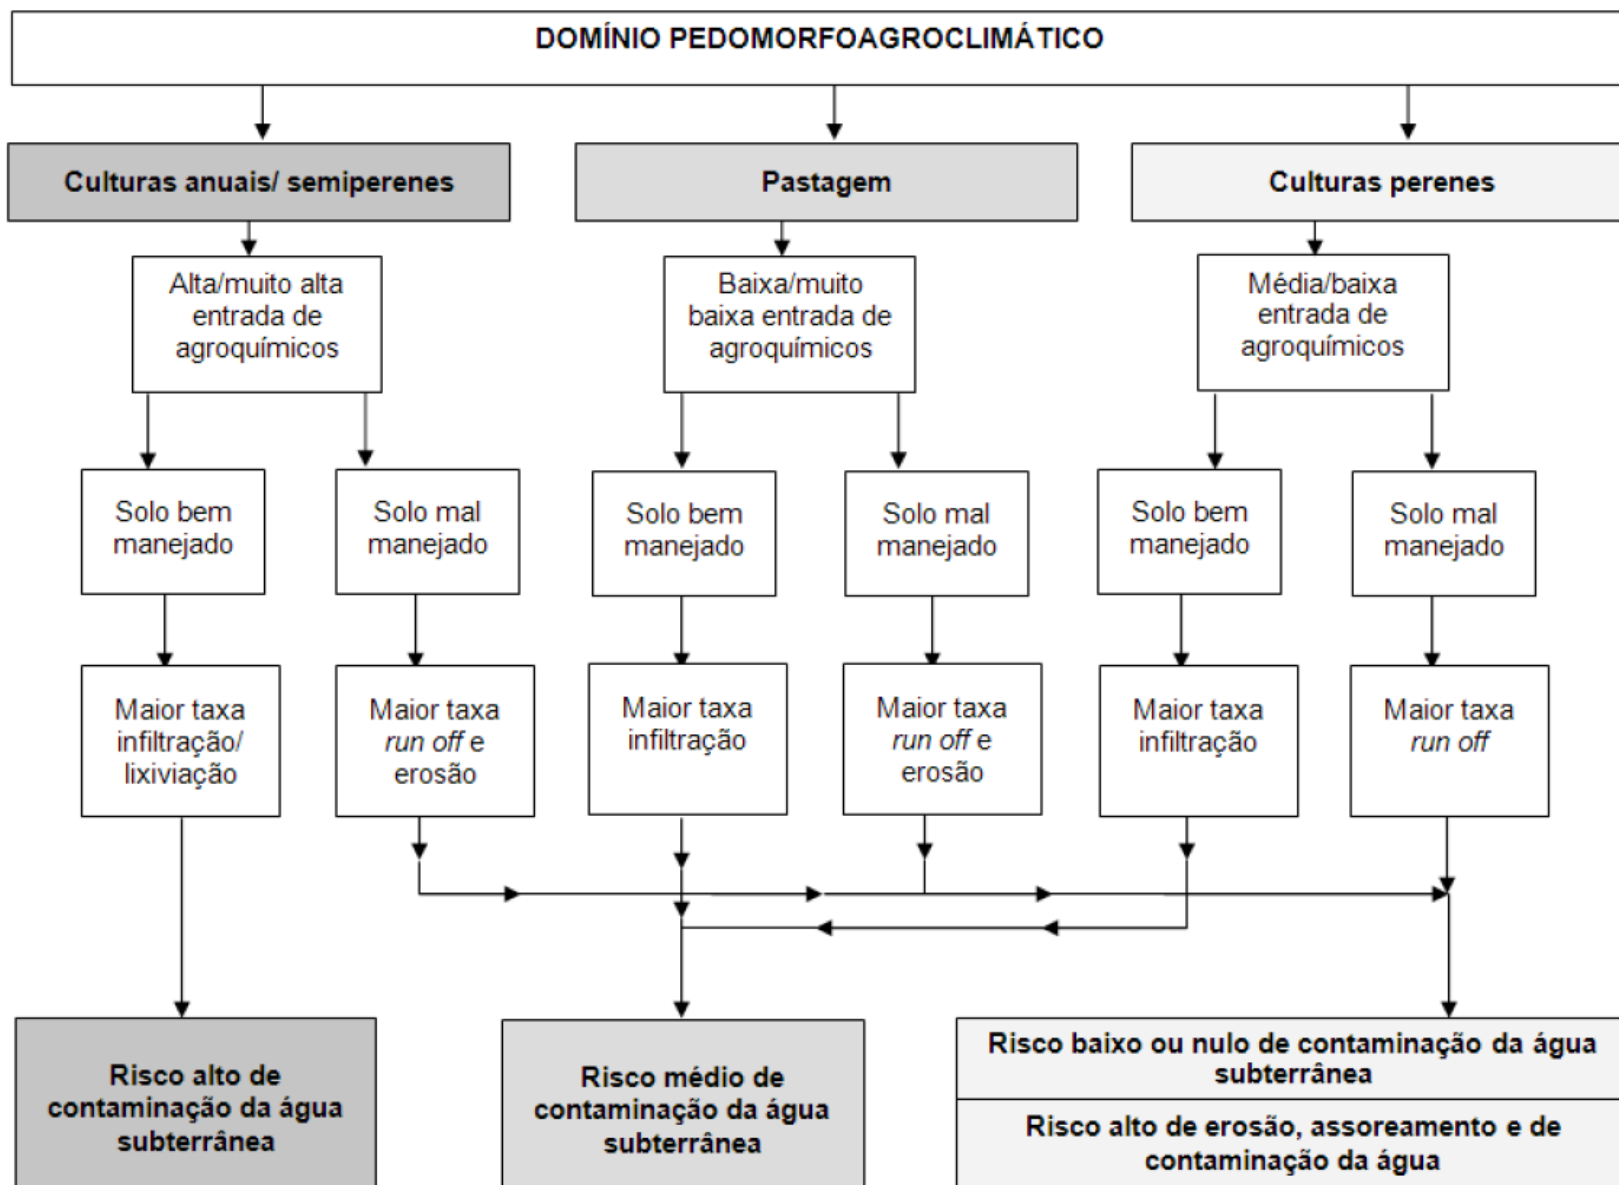 DOMÍNIO PEDOMORFOAGROCLIMÁTICO
Culturas anuais/ semiperenes
Pastagem
Culturas perenes
Alta/muito alta
entrada de
agroquímicos
Baixa/muito
baixa entrada de
agroquímicos
Média/baixa
entrada de
agroquímicos
Solo bem
manejado
Solo mal
manejado
Solo bem
manejado
Solo mal
manejado
Solo bem
manejado
Solo mal
manejado
Maior taxa
infiltração/
lixiviação
Maior taxa
run off e
erosão
Maior taxa
infiltração
Maior taxa
run off e
erosão
Maior taxa
infiltração
Maior taxa
run off
Risco alto de
contaminação da água
subterrânea
Risco médio de
contaminação da água
subterrânea
Risco baixo ou nulo de contaminação da água
subterrânea
Risco alto de erosão, assoreamento e de
contaminação da água